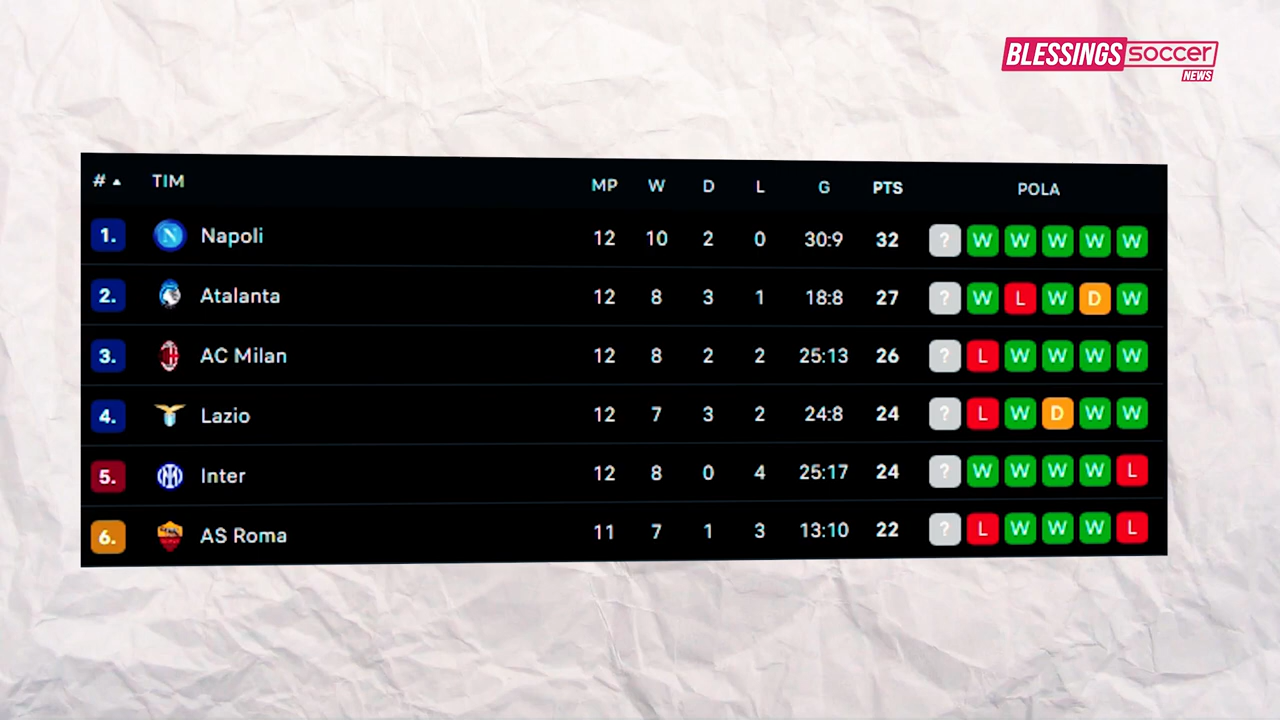 BLESSINGS soccer
NEWS
# TIM MP W D L G PTS POLA
1. Napoli 12 10 2 0 30:9 32 ? W W W W W
2. Atalanta 12 8 3 1 18:8 27 ? W L W D W
3. AC Milan 12 8 2 2 25:13 26 ? L W W W W
4. Lazio 12 7 3 2 24:8 24 ? L W D W W
5. Inter 12 8 0 4 25:17 24 ? W W W W L
6. AS Roma 11 7 1 3 13:10 22 ? L W W W L